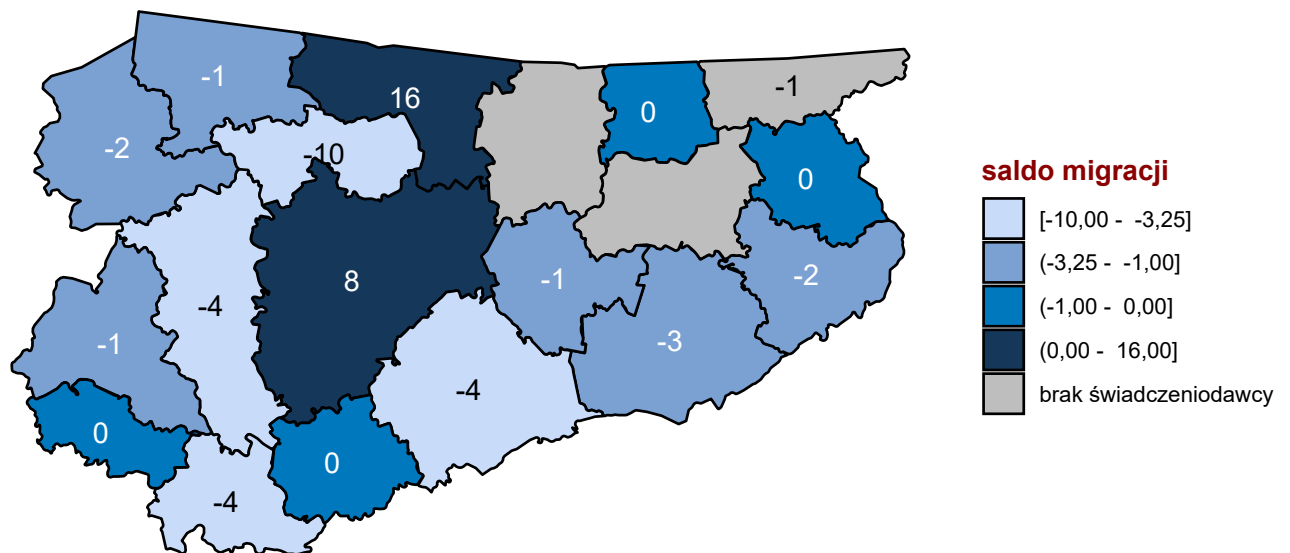 -1
16
-1
0
-2
-10
0
-2
8
-1
-4
-1
-3
-4
0
0
-4
saldo migracji
[-10,00 -  -3,25]
(-3,25 -  -1,00]
(-1,00 -  0,00]
(0,00 -  16,00]
brak świadczeniodawcy